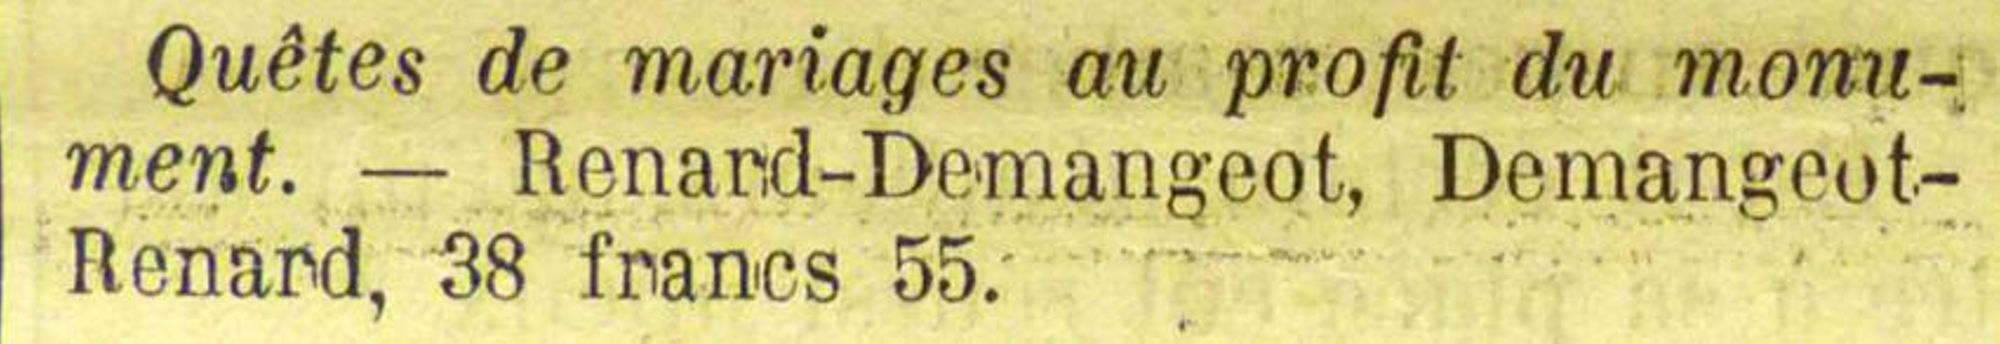 Quêtes de mariages au profit du monu-
ment. — Renard-Demangeot, Demangeot-
Renard, 38 francs 55.